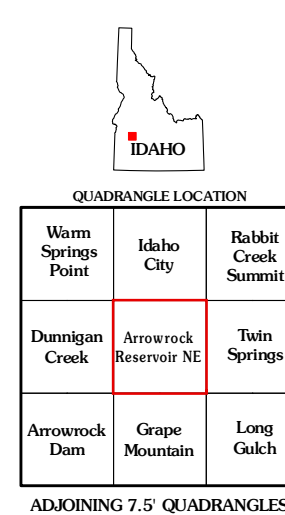 IDAHO
QUADRANGLE LOCATION
Warm
Springs
Point
Idaho
City
Rabbit
Creek
Summit
Dunnigan
Creek
Arrowrock
Reservoir NE
Twin
Springs
Arrowrock
Dam
Grape
Mountain
Long
Gulch
ADJOINING 7.5' QUADRANGLES